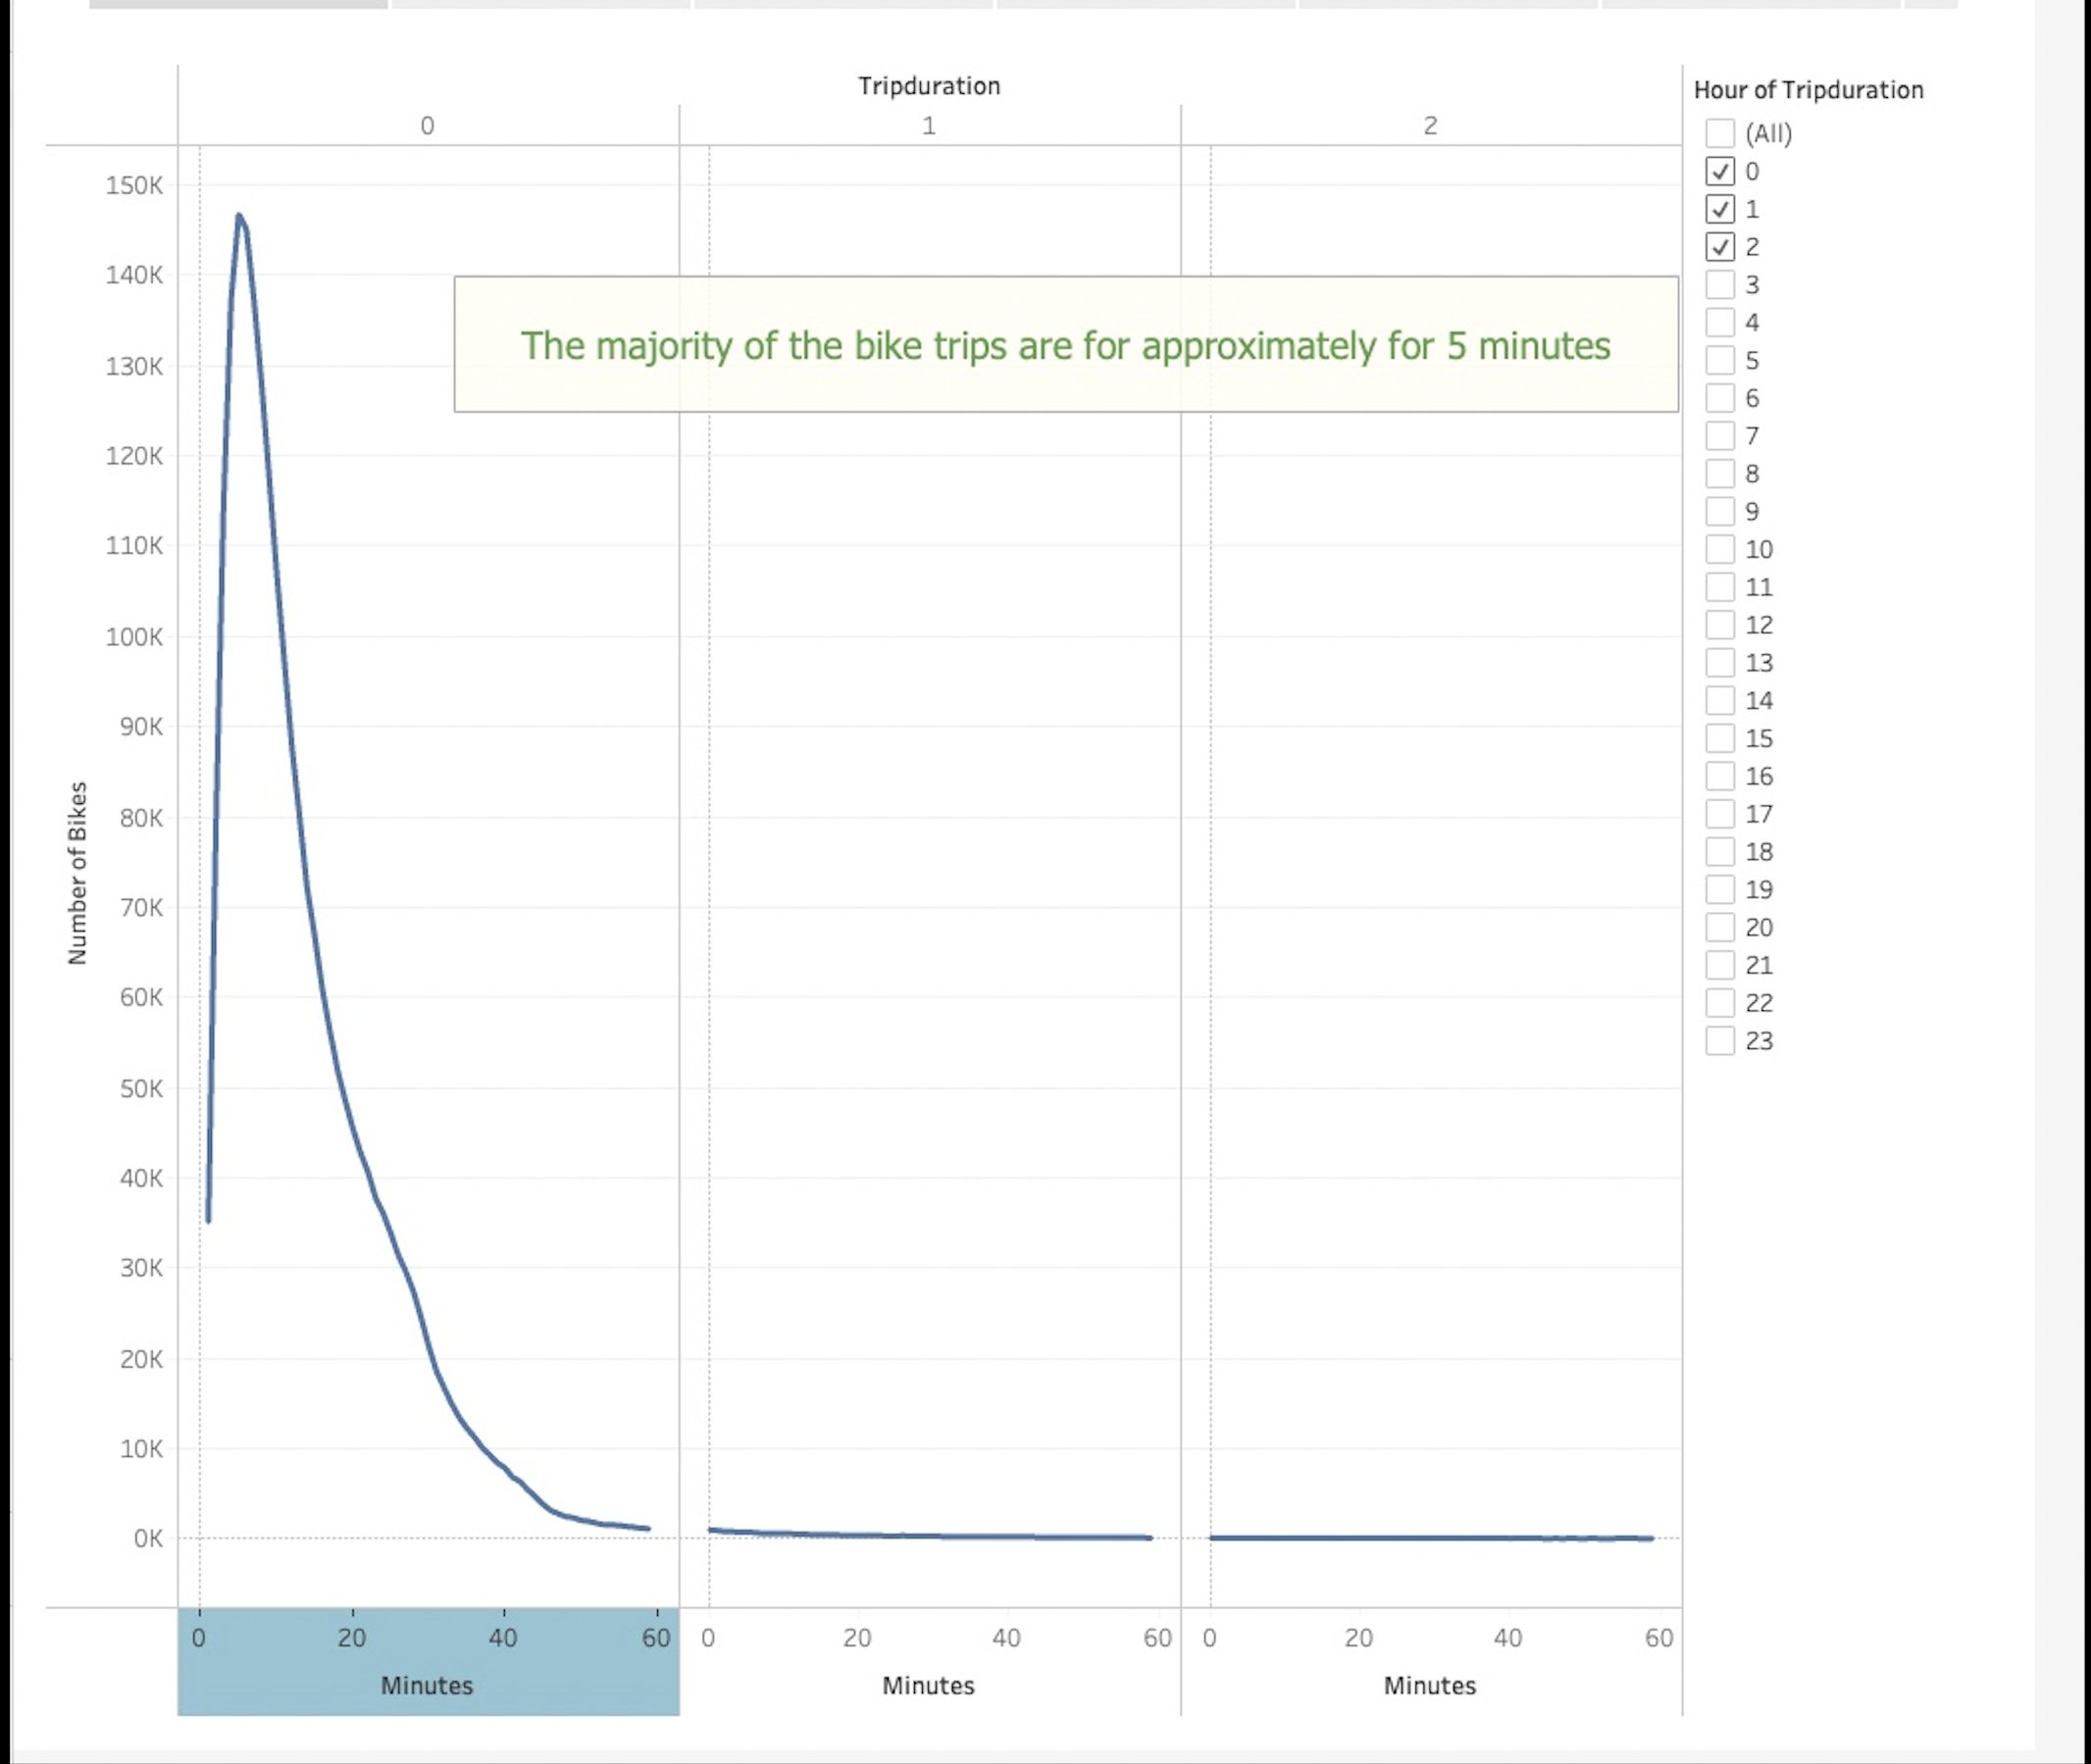 Tripduration
0 1 2
150K
140K
130K
120K
110K
100K
90K
80K
70K
60K
50K
40K
30K
20K
10K
0K
Number of Bikes
The majority of the bike trips are for approximately for 5 minutes
0 20 40 60 0 20 40 60 0 20 40 60
Minutes Minutes Minutes
Hour of Tripduration
(All)
0
1
2
3
4
5
6
7
8
9
10
11
12
13
14
15
16
17
18
19
20
21
22
23